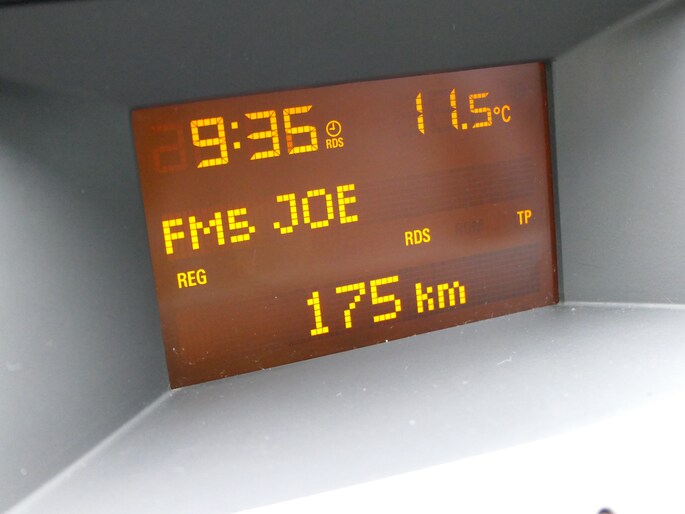 9:36 RDS 11.5°C
FM5 JOE
RDS TP
REG
175 km